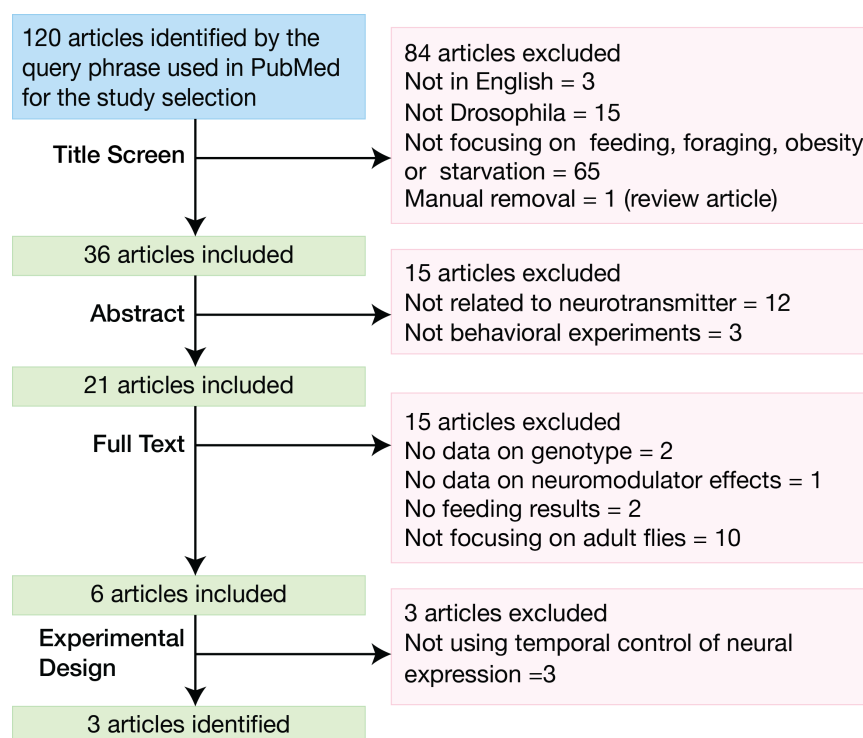 120 articles identified by the
query phrase used in PubMed
for the study selection
84 articles excluded
Not in English = 3
Not Drosophila = 15
Not focusing on  feeding, foraging, obesity
or  starvation = 65
Manual removal = 1 (review article)
Title Screen
36 articles included
15 articles excluded
Not related to neurotransmitter = 12
Not behavioral experiments = 3
Abstract
21 articles included
15 articles excluded
No data on genotype = 2
No data on neuromodulator effects = 1
No feeding results = 2
Not focusing on adult flies = 10
Full Text
6 articles included
3 articles excluded
Not using temporal control of neural
expression =3
Experimental
Design
3 articles identified